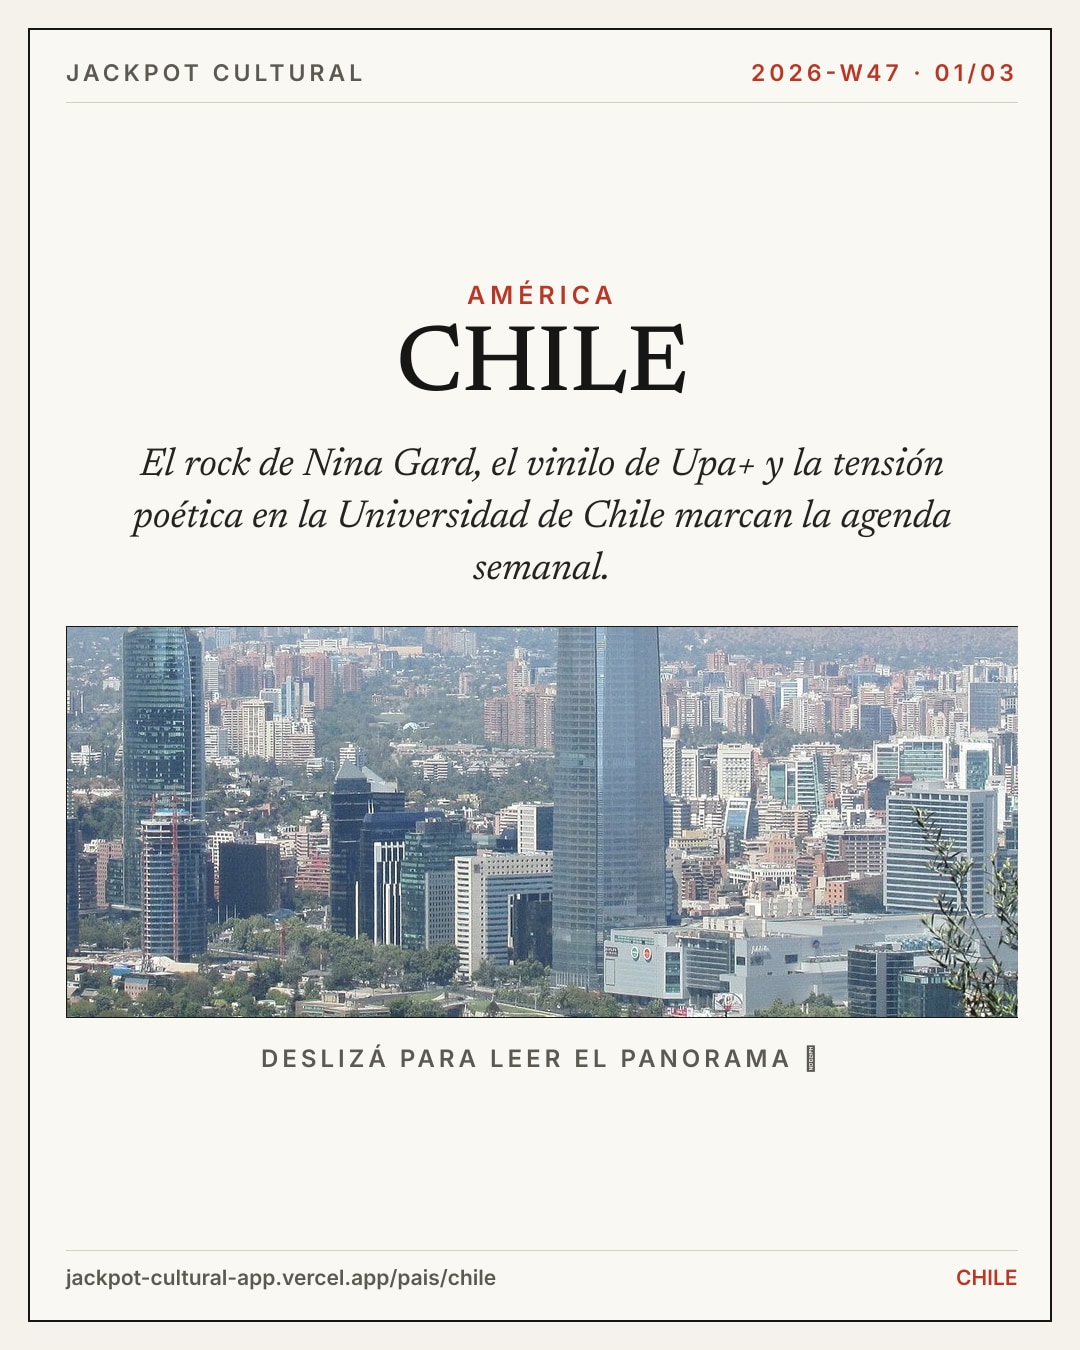 JACKPOT CULTURAL
2026-W47 · 01/03
AMÉRICA
CHILE
El rock de Nina Gard, el vinilo de Upa+ y la tensión
poética en la Universidad de Chile marcan la agenda
semanal.
DESLIZÁ PARA LEER EL PANORAMA
jackpot-cultural-app.vercel.app/pais/chile
CHILE